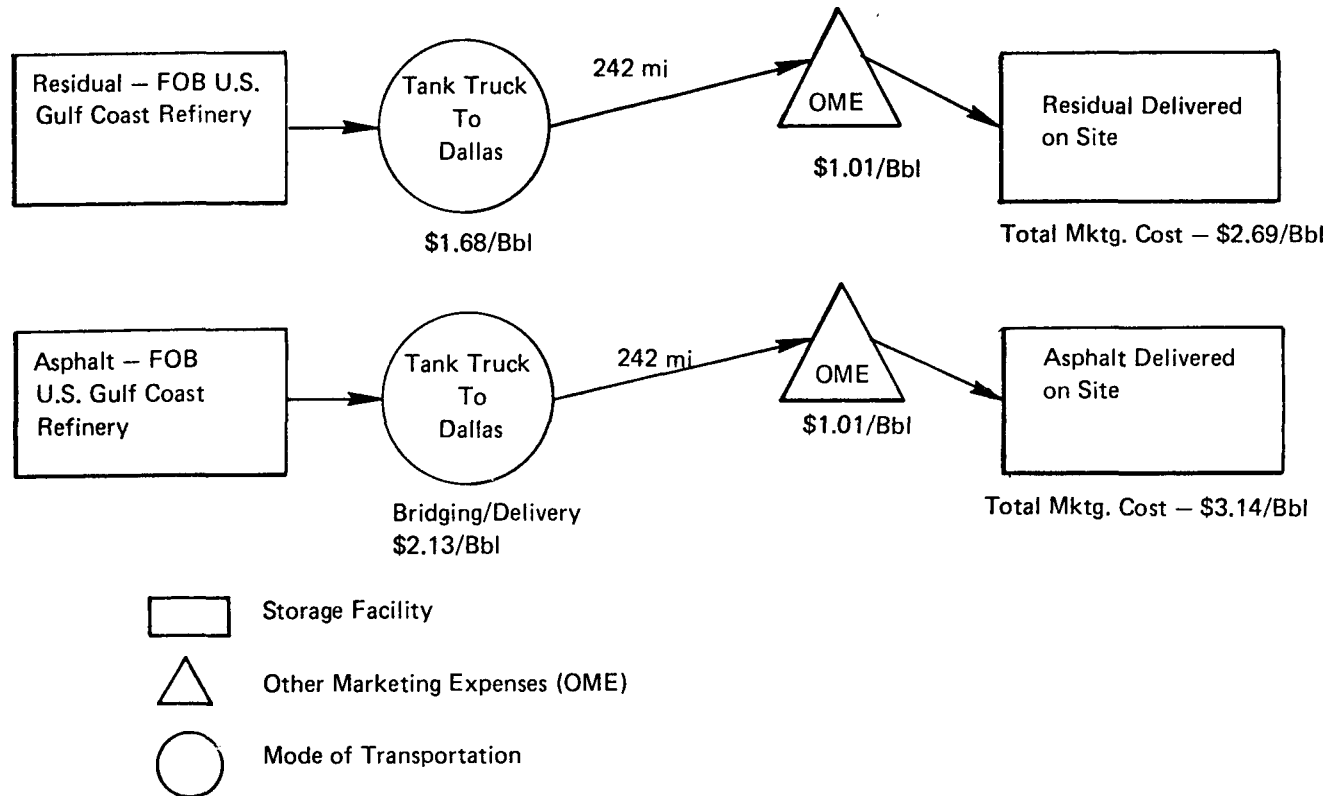 Residual – FOB U.S.
Gulf Coast Refinery
Tank Truck
To
Dallas
$1.68/Bbl
242 mi
OME
$1.01/Bbl
Residual Delivered
on Site
Total Mktg. Cost – $2.69/Bbl
Asphalt – FOB
U.S. Gulf Coast
Refinery
Tank Truck
To
Dallas
Bridging/Delivery
$2.13/Bbl
242 mi
OME
$1.01/Bbl
Asphalt Delivered
on Site
Total Mktg. Cost – $3.14/Bbl
Storage Facility
Other Marketing Expenses (OME)
Mode of Transportation